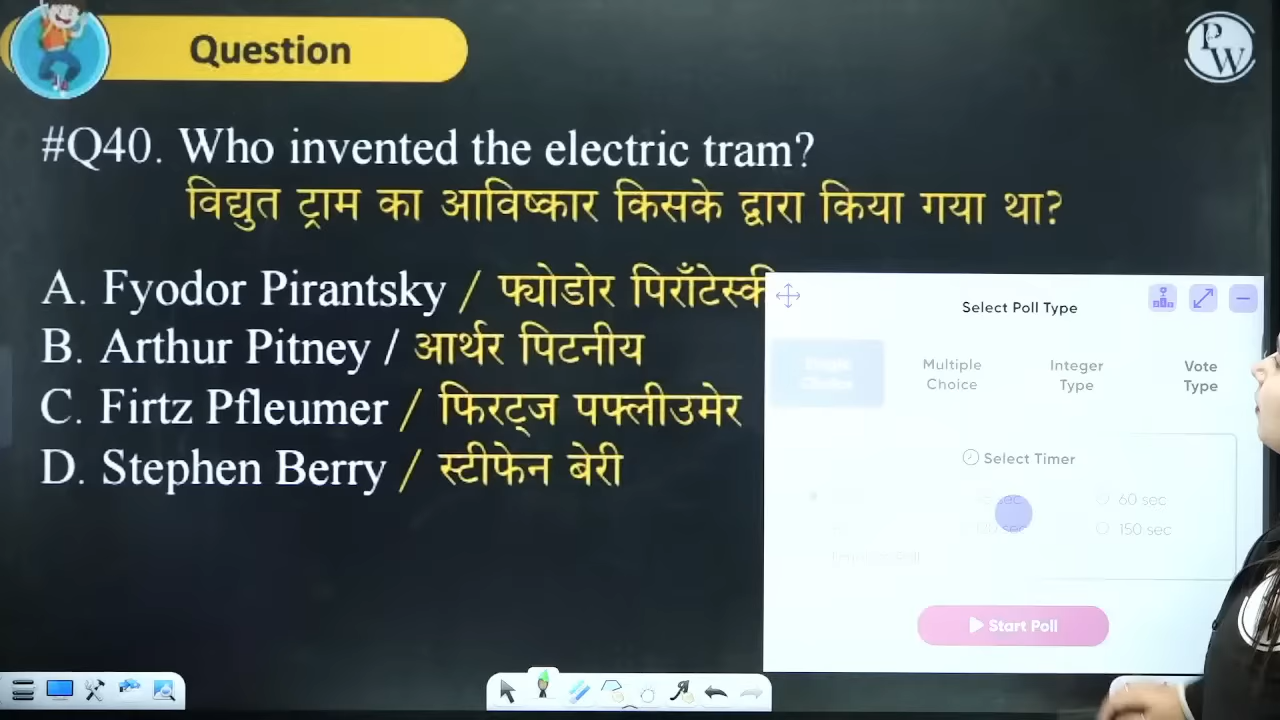 Question
PW
#Q40. Who invented the electric tram?
विद्युत ट्राम का आविष्कार किसके द्वारा किया गया था?
A. Fyodor Pirantsky / फ्योडोर पिराँटेस्की
B. Arthur Pitney / आर्थर पिटनीय
C. Firtz Pfleumer / फिरट्ज पफ्लीउमेर
D. Stephen Berry / स्टीफेन बेरी
Select Poll Type
Multiple Choice
Integer Type
Vote Type
Select Timer
60 sec
150 sec
Start Poll